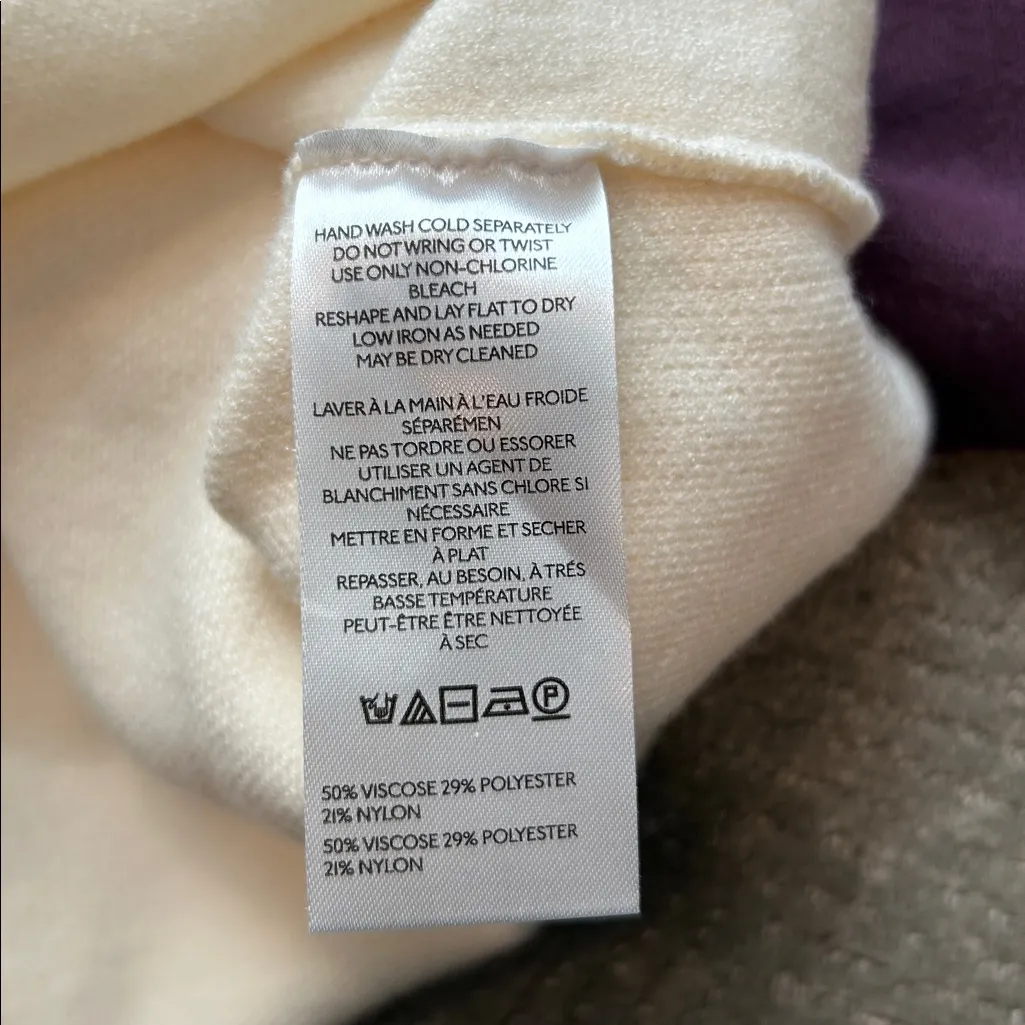 HAND WASH COLD SEPARATELY
DO NOT WRING OR TWIST
USE ONLY NON-CHLORINE
BLEACH
RESHAPE AND LAY FLAT TO DRY
LOW IRON AS NEEDED
MAY BE DRY CLEANED
LAVER À LA MAIN À L'EAU FROIDE
SÉPARÉMEN
NE PAS TORDRE OU ESSORER
UTILISER UN AGENT DE
BLANCHIMENT SANS CHLORE SI
NÉCESSAIRE
METTRE EN FORME ET SECHER
À PLAT
REPASSER, AU BESOIN, À TRÉS
BASSE TEMPÉRATURE
PEUT-ÊTRE ÊTRE NETTOYÉE
À SEC
P
50% VISCOSE 29% POLYESTER
21% NYLON
50% VISCOSE 29% POLYESTER
21% NYLON